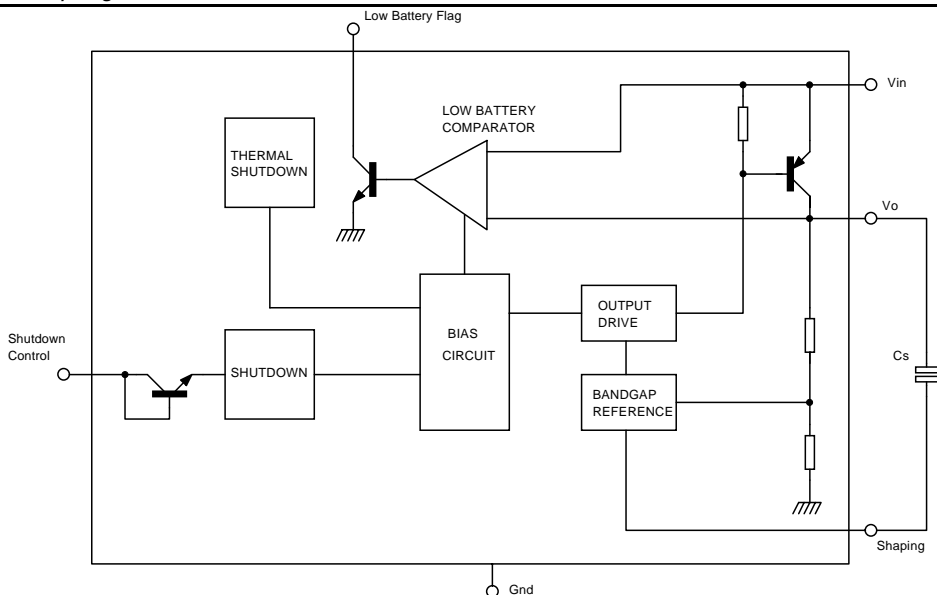 Low Battery Flag
Vin
LOW BATTERY
COMPARATOR
THERMAL
SHUTDOWN
Vo
BIAS
CIRCUIT
OUTPUT
DRIVE
Shutdown
Control
SHUTDOWN
BANDGAP
REFERENCE
Cs
Shaping
Gnd